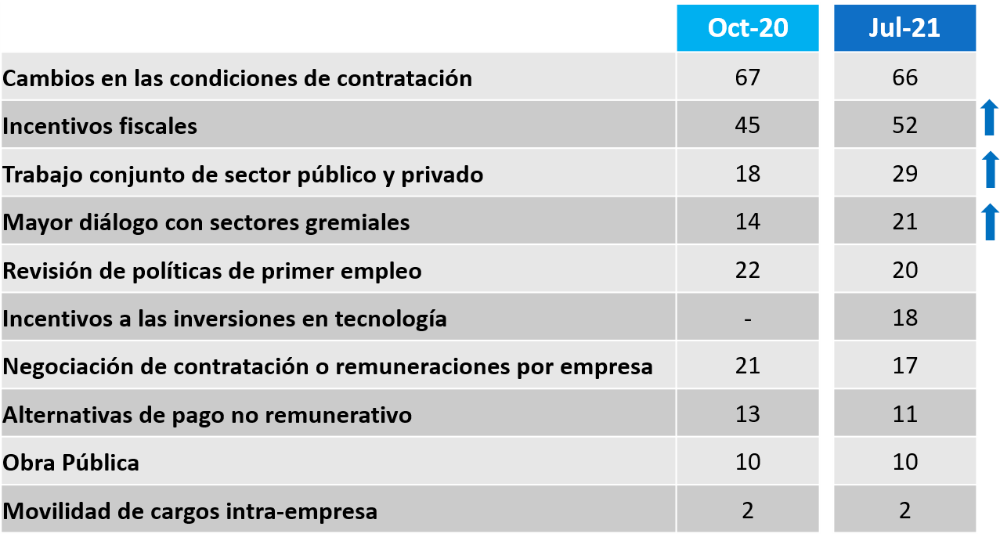 Oct-20 Jul-21
Cambios en las condiciones de contratación 67 66
Incentivos fiscales 45 52
Trabajo conjunto de sector público y privado 18 29
Mayor diálogo con sectores gremiales 14 21
Revisión de políticas de primer empleo 22 20
Incentivos a las inversiones en tecnología - 18
Negociación de contratación o remuneraciones por empresa 21 17
Alternativas de pago no remunerativo 13 11
Obra Pública 10 10
Movilidad de cargos intra-empresa 2 2